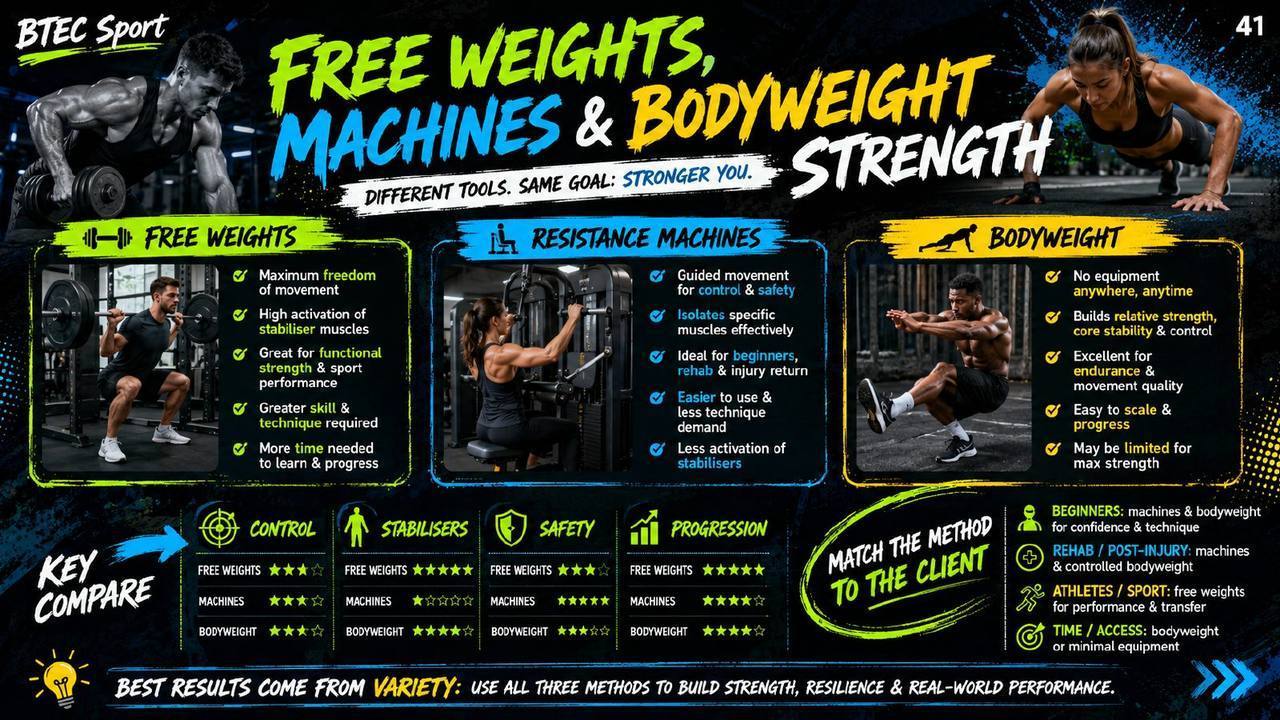 BTEC Sport
41
FREE WEIGHTS,
MACHINES & BODYWEIGHT
STRENGTH
DIFFERENT TOOLS. SAME GOAL: STRONGER YOU.
FREE WEIGHTS
Maximum freedom
of movement
High activation of
stabiliser muscles
Great for functional
strength & sport
performance
Greater skill &
technique required
More time needed
to learn & progress
RESISTANCE MACHINES
Guided movement
for control & safety
Isolates specific
muscles effectively
Ideal for beginners,
rehab & injury return
Easier to use &
less technique
demand
Less activation of
stabilisers
BODYWEIGHT
No equipment
anywhere, anytime
Builds relative strength,
core stability & control
Excellent for
endurance &
movement quality
Easy to scale &
progress
May be limited for
max strength
KEY
COMPARE
CONTROL
FREE WEIGHTS
MACHINES
BODYWEIGHT
STABILISERS
FREE WEIGHTS
MACHINES
BODYWEIGHT
SAFETY
FREE WEIGHTS
MACHINES
BODYWEIGHT
PROGRESSION
FREE WEIGHTS
MACHINES
BODYWEIGHT
MATCH THE METHOD
TO THE CLIENT
BEGINNERS: machines & bodyweight
for confidence & technique
REHAB / POST-INJURY: machines
& controlled bodyweight
ATHLETES / SPORT: free weights
for performance & transfer
TIME / ACCESS: bodyweight
or minimal equipment
BEST RESULTS COME FROM VARIETY: USE ALL THREE METHODS TO BUILD STRENGTH, RESILIENCE & REAL-WORLD PERFORMANCE.